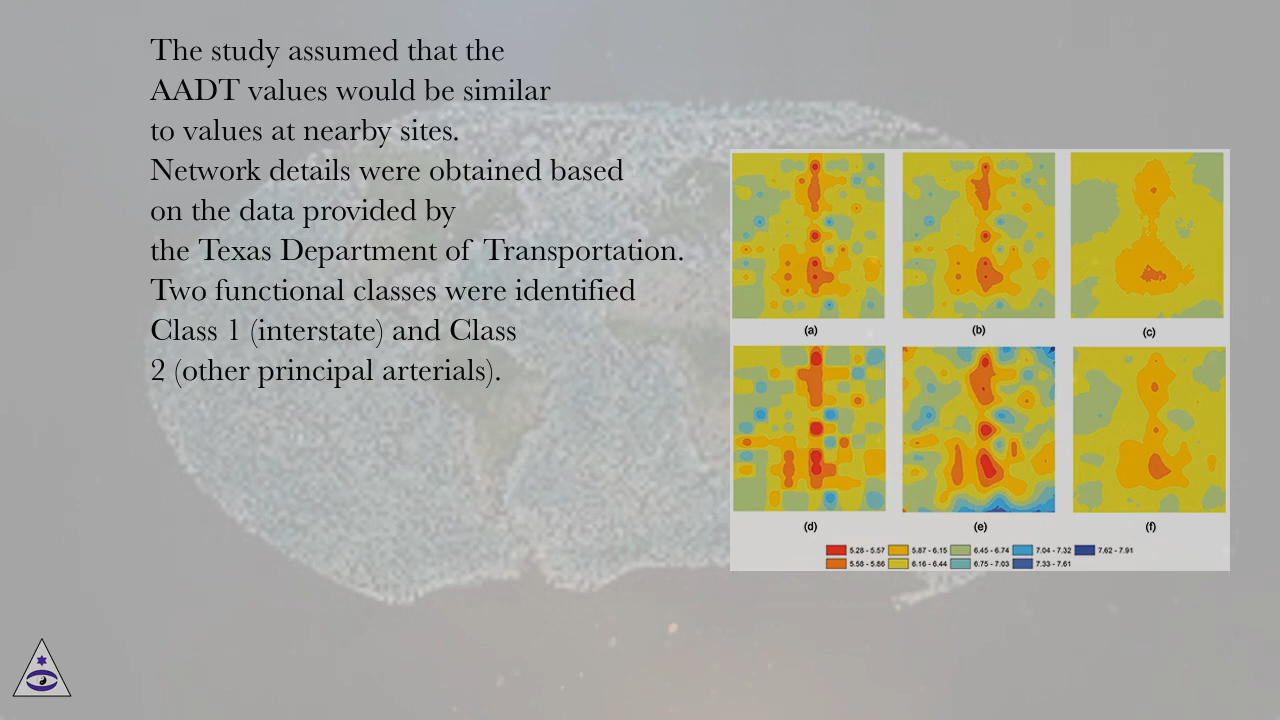 The study assumed that the
AADT values would be similar
to values at nearby sites.
Network details were obtained based
on the data provided by
the Texas Department of Transportation.
Two functional classes were identified
Class 1 (interstate) and Class
2 (other principal arterials).
(a) (b) (c)
(d) (e) (f)
5.28 - 5.57 5.87 - 6.15 6.45 - 6.74 7.04 - 7.32 7.62 - 7.91
5.58 - 5.86 6.16 - 6.44 6.75 - 7.03 7.33 - 7.61